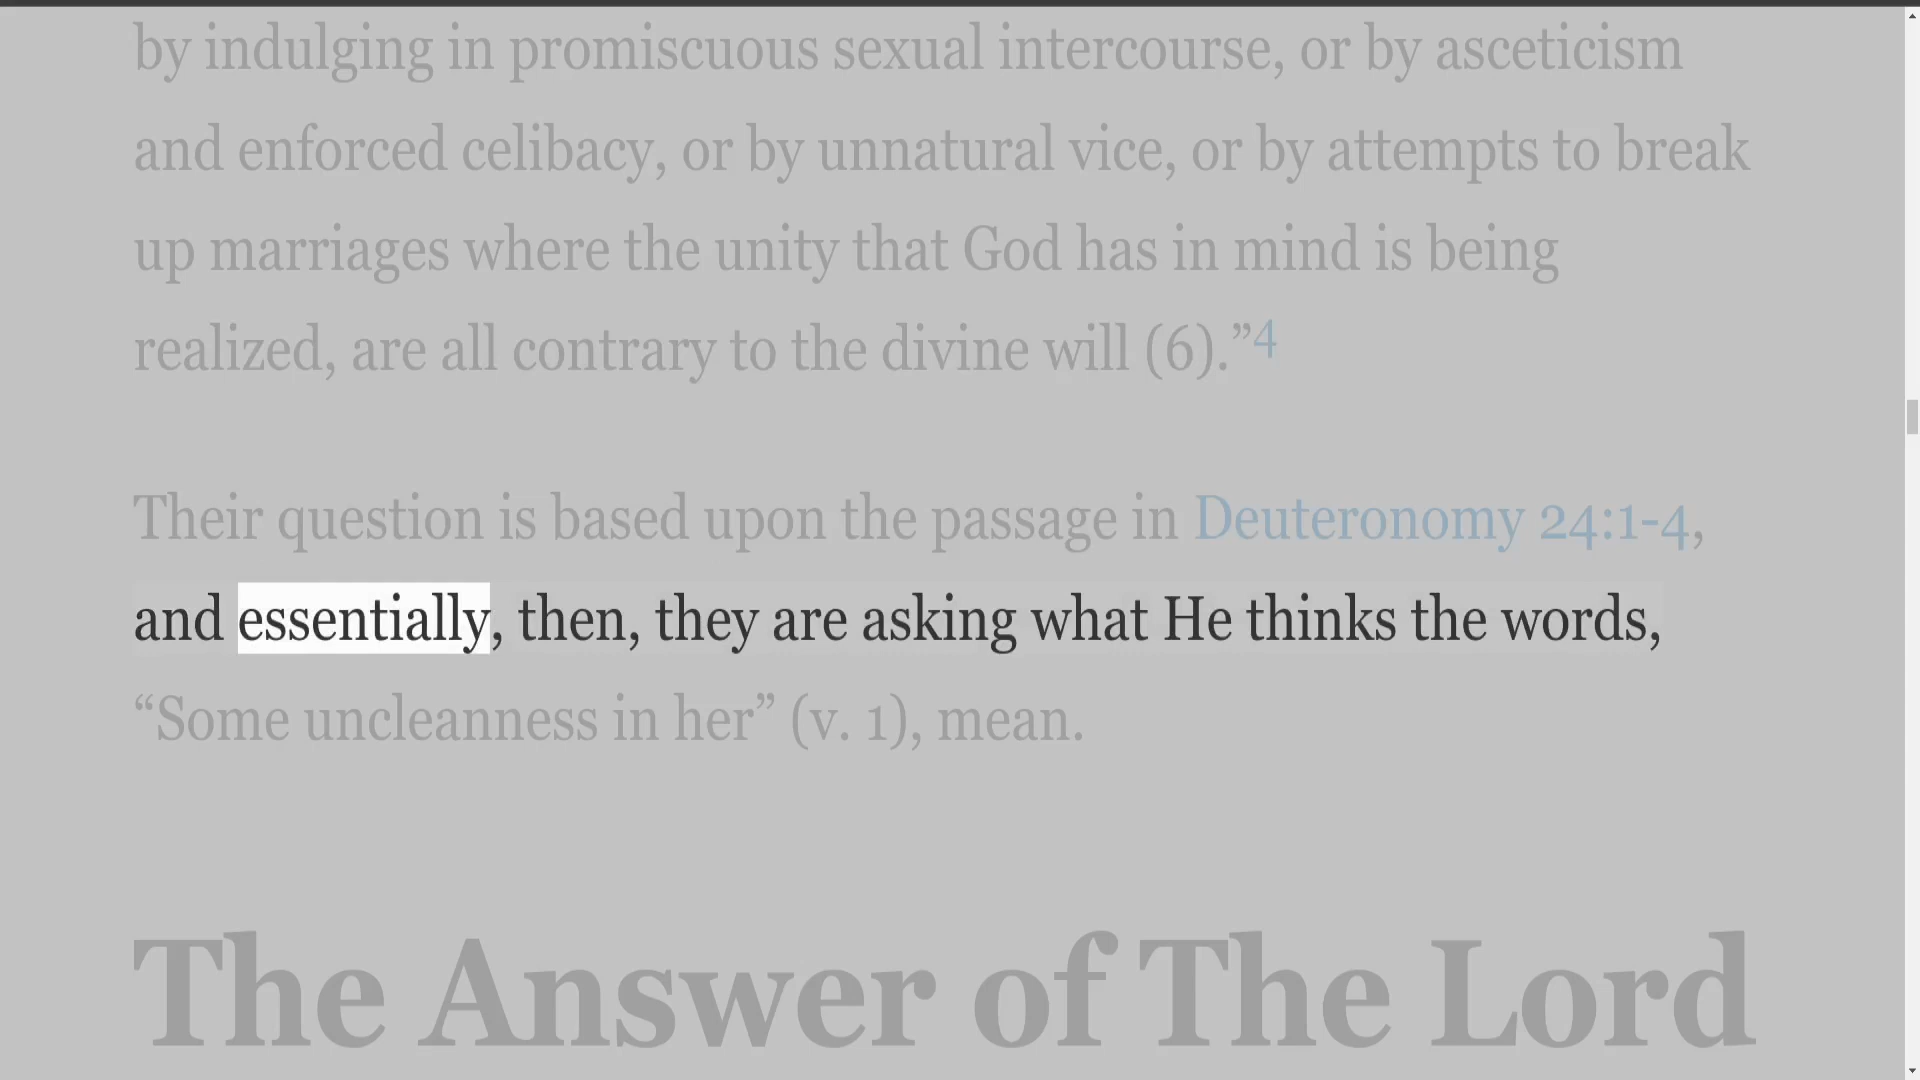 by indulging in promiscuous sexual intercourse, or by asceticism
and enforced celibacy, or by unnatural vice, or by attempts to break
up marriages where the unity that God has in mind is being
realized, are all contrary to the divine will (6).”4
Their question is based upon the passage in Deuteronomy 24:1-4,
and essentially, then, they are asking what He thinks the words,
“Some uncleanness in her” (v. 1), mean.
The Answer of The Lord